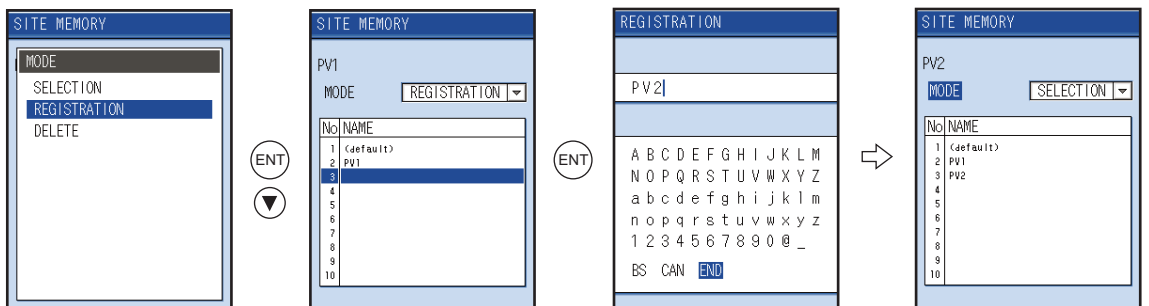 SITE MEMORY
MODE
SELECTION
REGISTRATION
DELETE
ENT
SITE MEMORY
PV1
MODE REGISTRATION
No NAME
1 (default)
2 PV1
3
4
5
6
7
8
9
10
ENT
REGISTRATION
PV2
A B C D E F G H I J K L M
N O P Q R S T U V W X Y Z
a b c d e f g h i j k l m
n o p q r s t u v w x y z
1 2 3 4 5 6 7 8 9 0 @ _
BS CAN END
SITE MEMORY
PV2
MODE SELECTION
No NAME
1 (default)
2 PV1
3 PV2
4
5
6
7
8
9
10